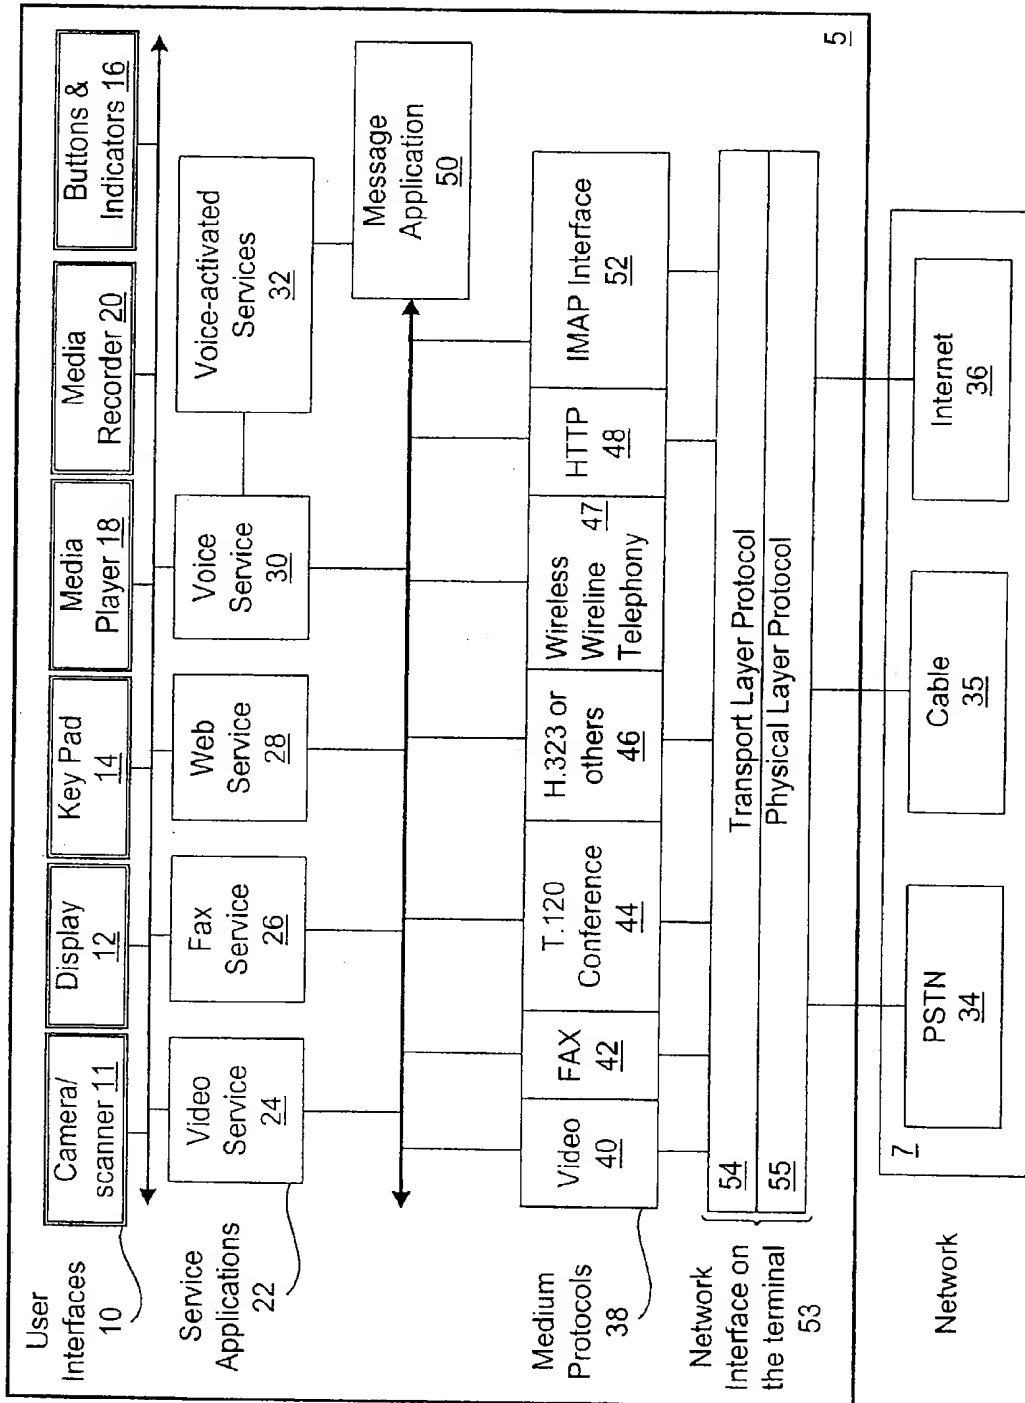 User
Interfaces
10
Camera/
scanner 11
Display
12
Key Pad
14
Media
Player 18
Media
Recorder 20
Buttons &
Indicators 16
Service
Applications
22
Video
Service
24
Fax
Service
26
Web
Service
28
Voice
Service
30
Voice-activated
Services
32
Message
Application
50
5
Medium
Protocols
38
Video
40
FAX
42
T.120
Conference
44
H.323 or
others
46
Wireless 47
Wireline
Telephony
HTTP
48
IMAP Interface
52
Network
Interface on
the terminal
53
54 Transport Layer Protocol
55 Physical Layer Protocol
Network
7
PSTN
34
Cable
35
Internet
36